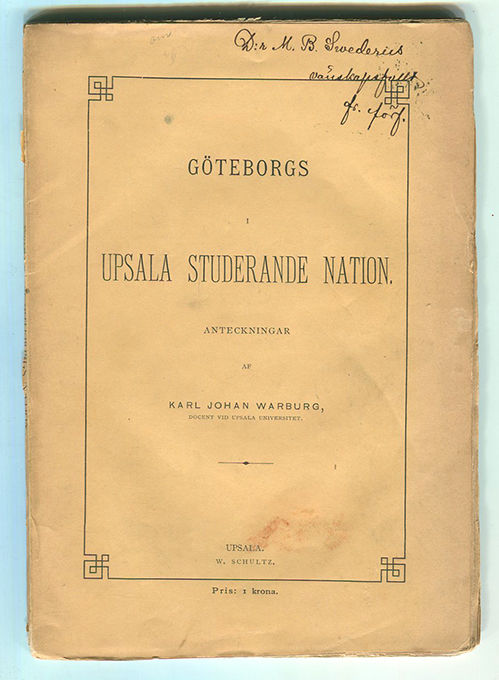 D:r M. B. Swederus
vänskapsfullt
fr. förf.
GÖTEBORGS
I
UPSALA STUDERANDE NATION.
ANTECKNINGAR
AF
KARL JOHAN WARBURG,
DOCENT VID UPSALA UNIVERSITET.
UPSALA.
W. SCHULTZ.
Pris: 1 krona.